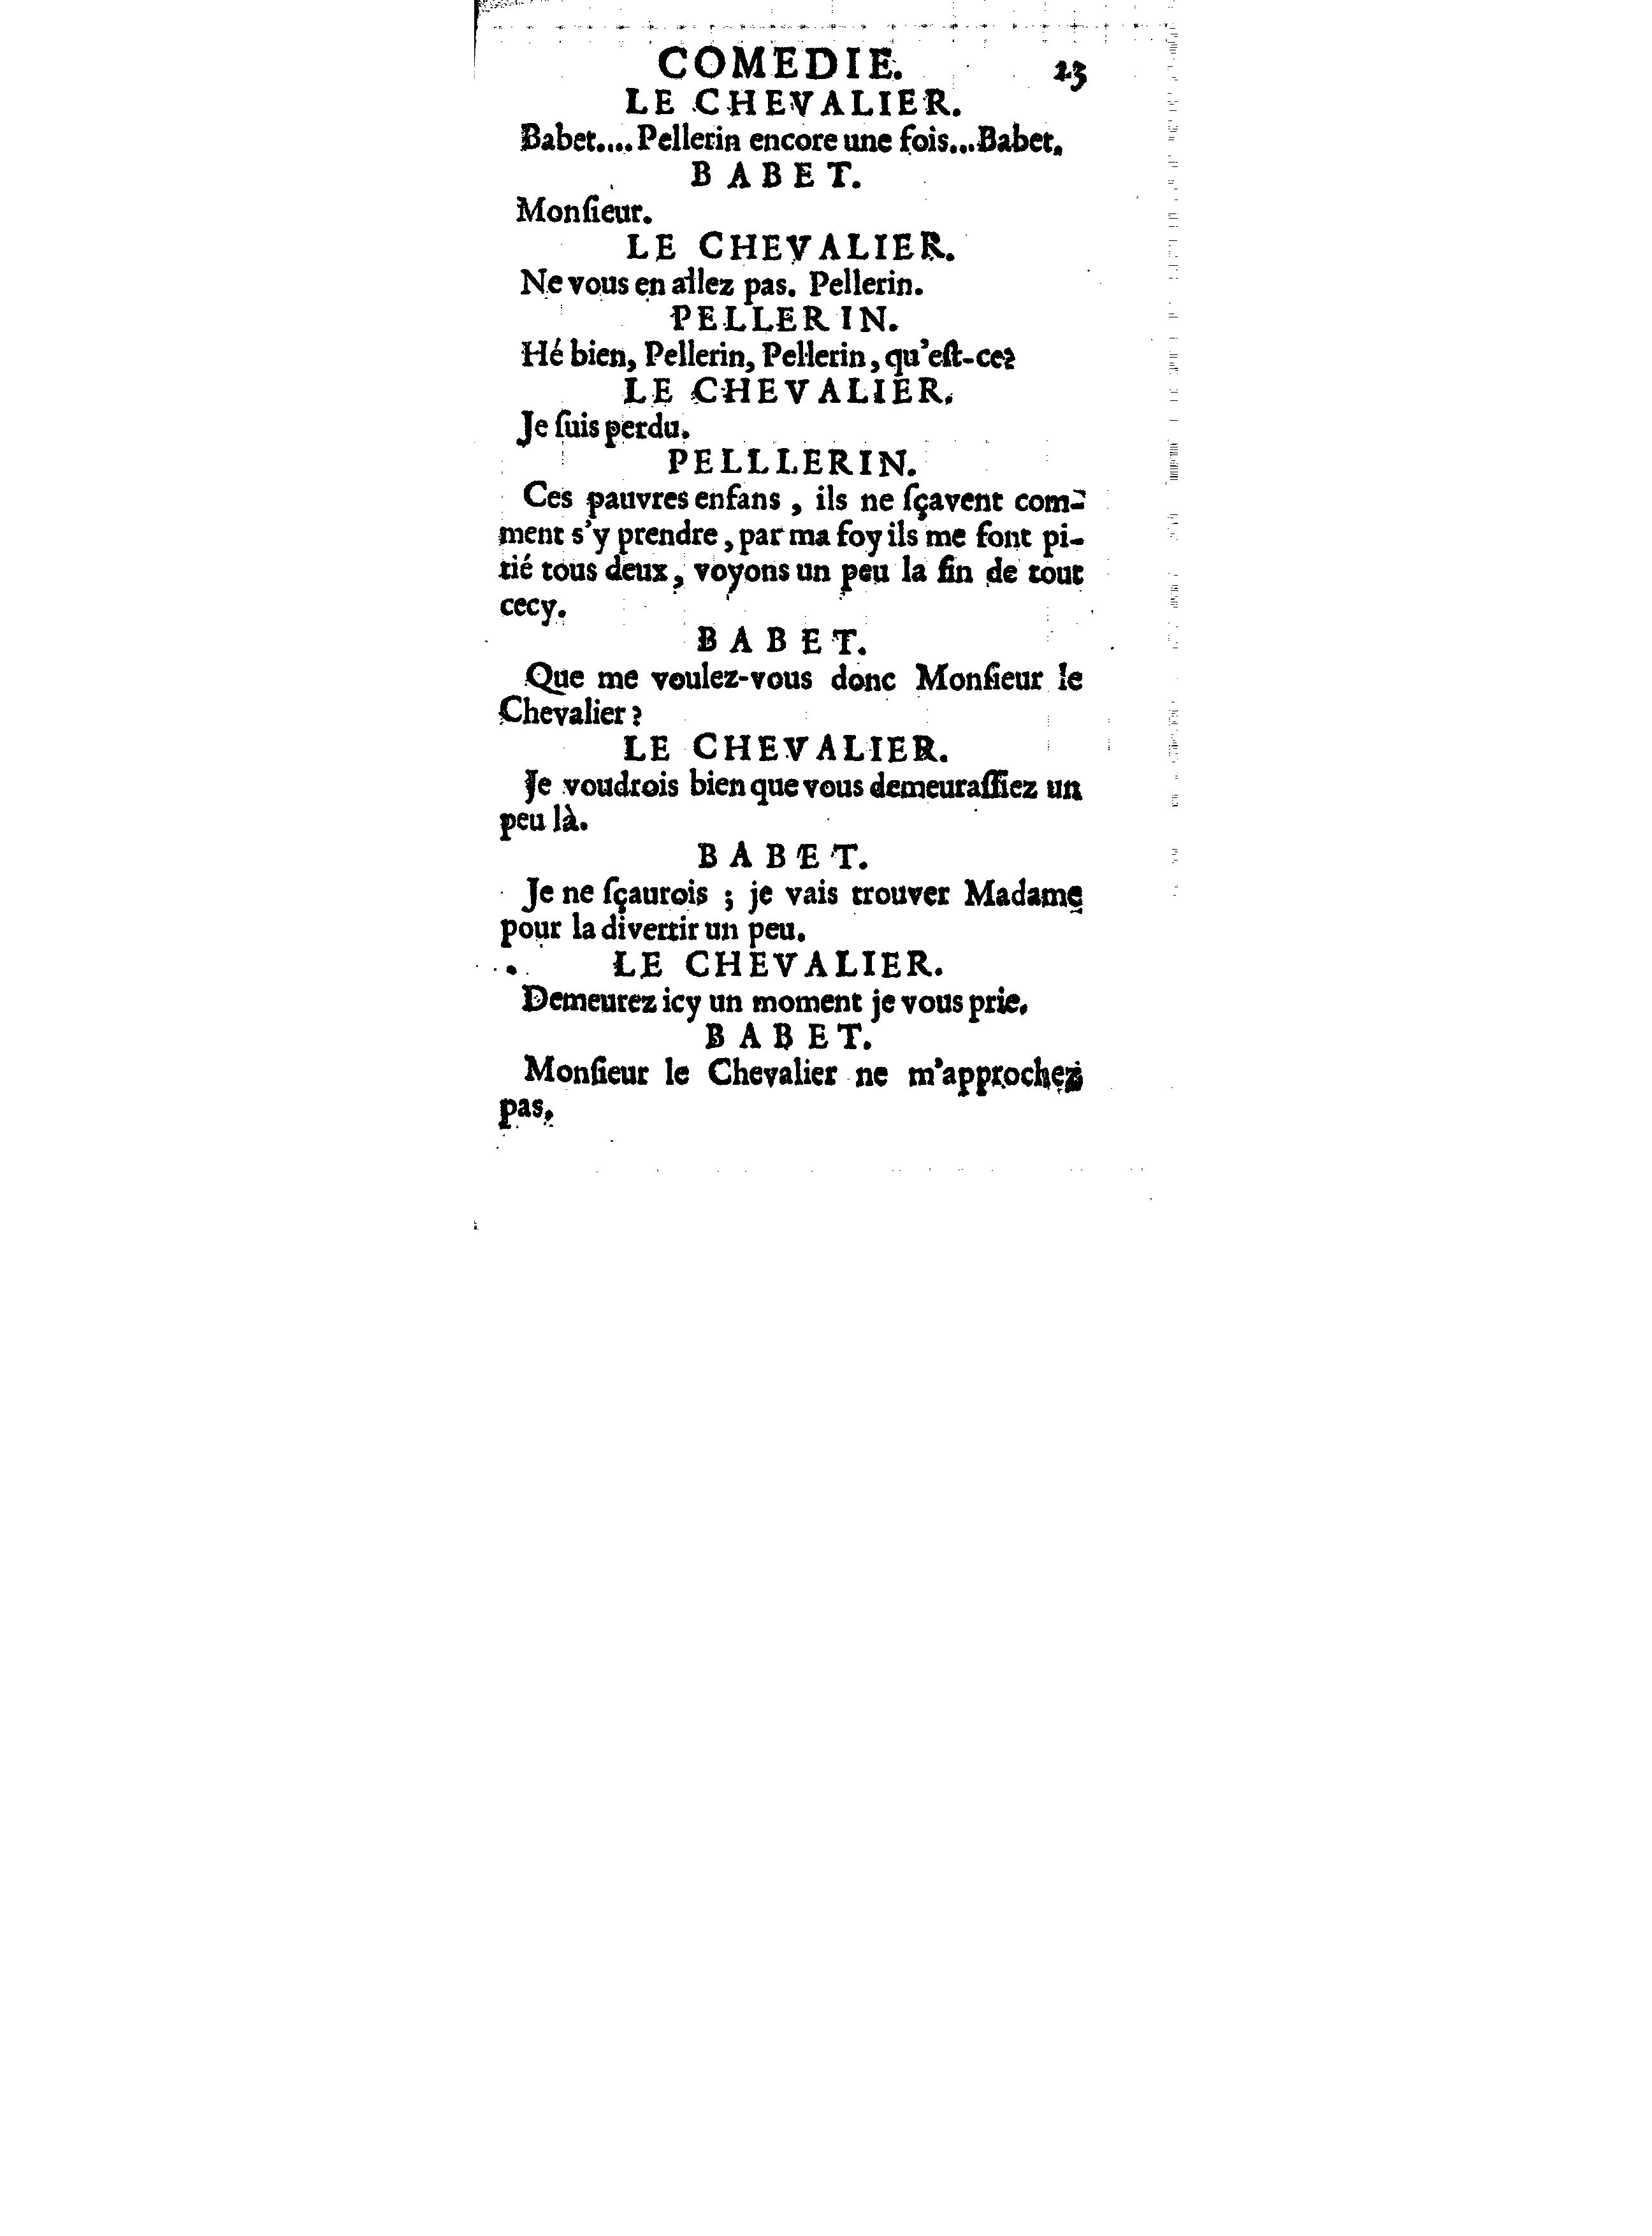 COMEDIE. 23
LE CHEVALIER.
Babet.... Pellerin encore une fois...Babet.
BABET.
Monſieur.
LE CHEVALIER.
Ne vous en allez pas. Pellerin.
PELLERIN.
Hé bien, Pellerin, Pellerin, qu'eſt-ce?
LE CHEVALIER.
Je ſuis perdu.
PELLLERIN.
Ces pauvres enfans, ils ne ſçavent com-
ment s'y prendre, par ma foy ils me font pi-
tié tous deux, voyons un peu la fin de tout
cecy.
BABET.
Que me voulez-vous donc Monſieur le
Chevalier?
LE CHEVALIER.
Je voudrois bien que vous demeuraſſiez un
peu là.
BABET.
Je ne ſçaurois ; je vais trouver Madame
pour la divertir un peu.
LE CHEVALIER.
Demeurez icy un moment je vous prie.
BABET.
Monſieur le Chevalier ne m'approchez
pas.